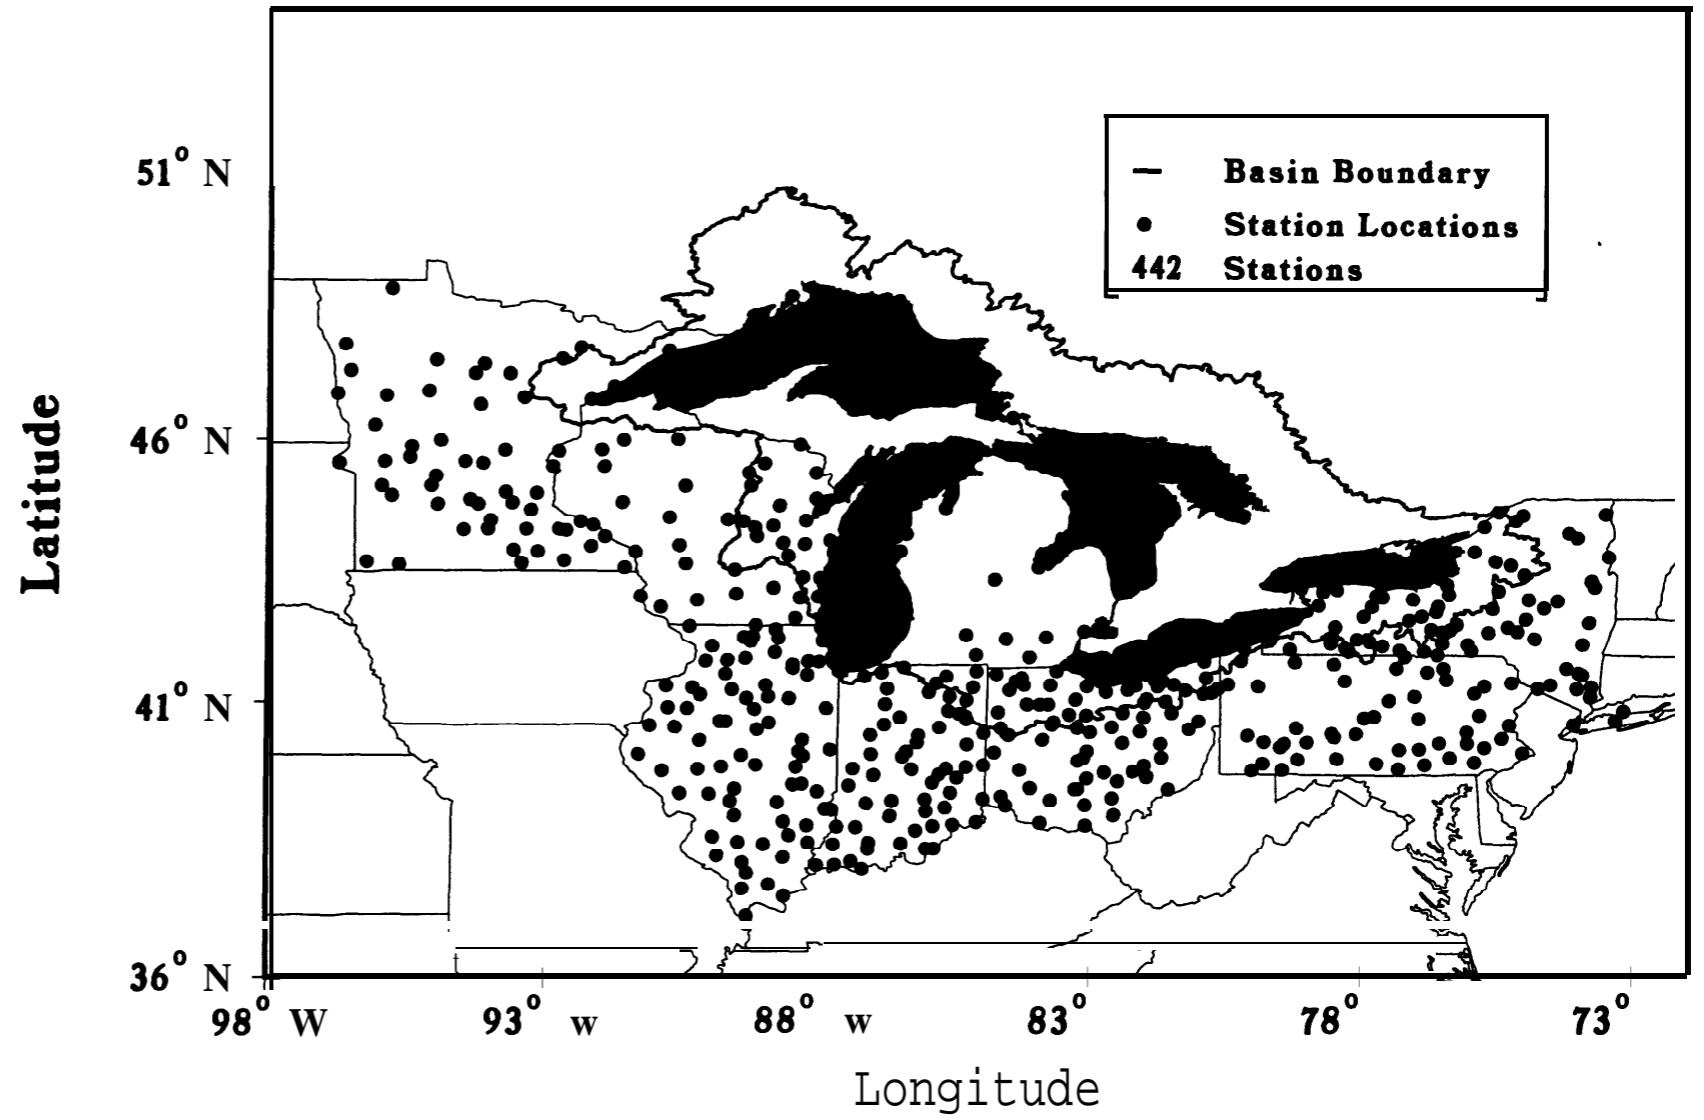 51° N
46° N
41° N
36° N
Latitude
Basin Boundary
Station Locations
442 Stations
98° W
93° w
88° w
83°
78°
73°
Longitude